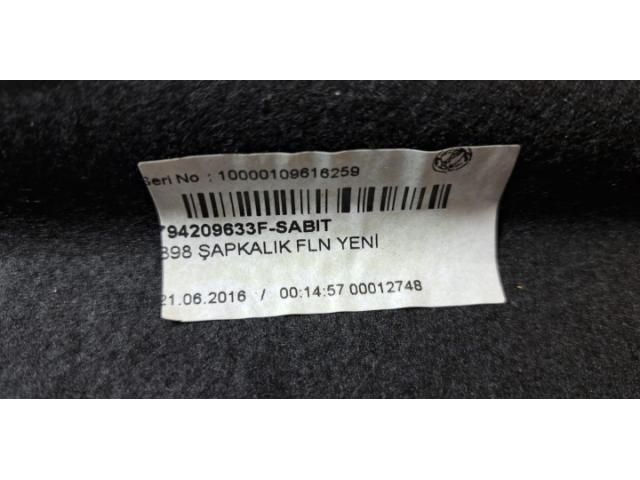 Seri No : 10000109616259
794209633F-SABIT
B98 ŞAPKALIK FLN YENİ
21.06.2016 / 00:14:57 00012748